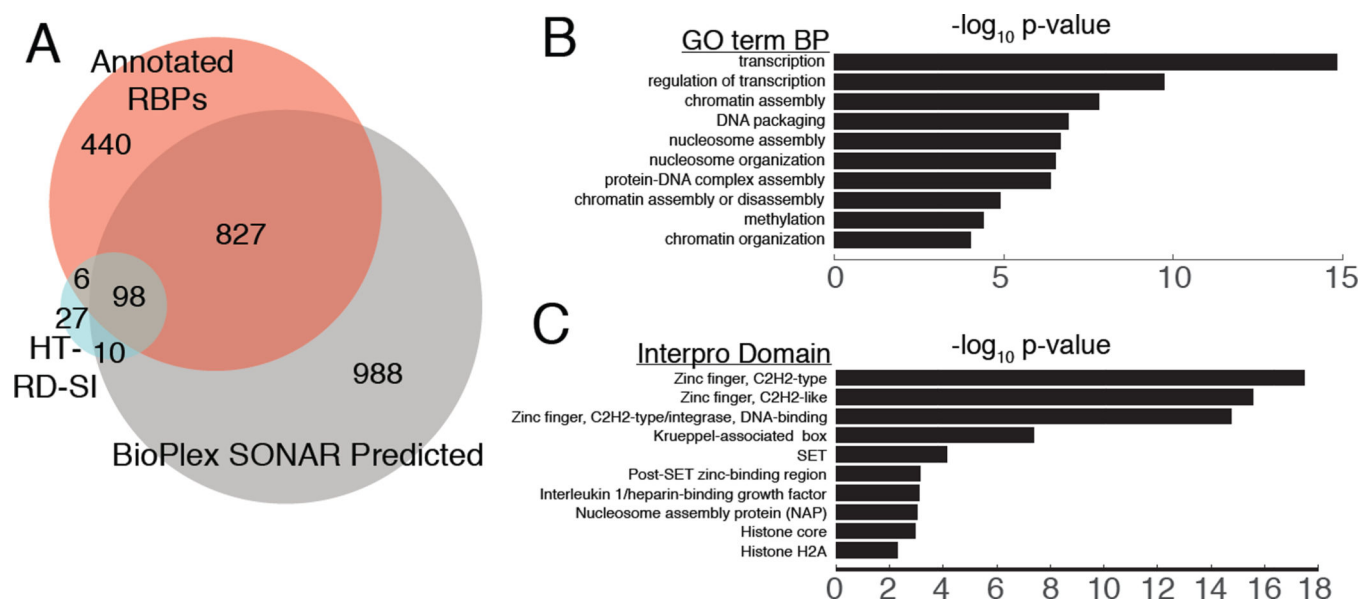 A
Annotated
RBPs
440
827
6
98
27
10
HT-
RD-SI
988
BioPlex SONAR Predicted
B
GO term BP
-log10 p-value
transcription
regulation of transcription
chromatin assembly
DNA packaging
nucleosome assembly
nucleosome organization
protein-DNA complex assembly
chromatin assembly or disassembly
methylation
chromatin organization
0 5 10 15
C
Interpro Domain
-log10 p-value
Zinc finger, C2H2-type
Zinc finger, C2H2-like
Zinc finger, C2H2-type/integrase, DNA-binding
Krueppel-associated box
SET
Post-SET zinc-binding region
Interleukin 1/heparin-binding growth factor
Nucleosome assembly protein (NAP)
Histone core
Histone H2A
0 2 4 6 8 10 12 14 16 18